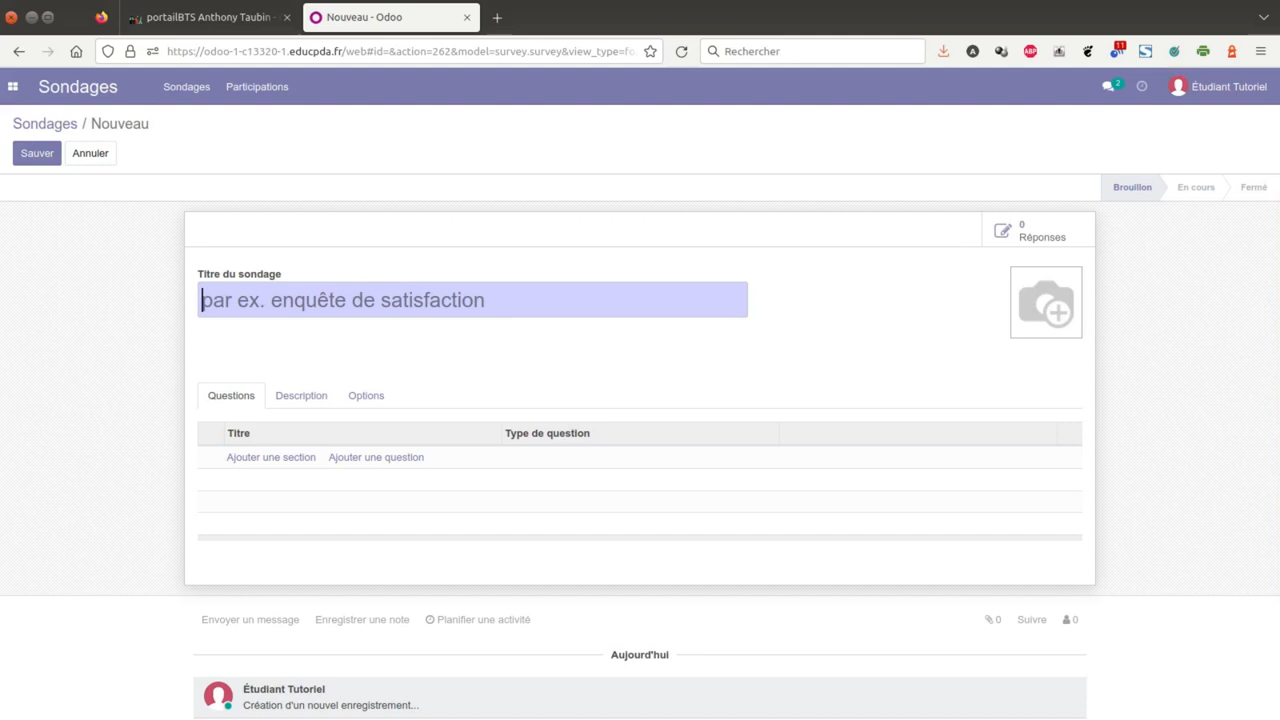 portailBTS Anthony Taubin
Nouveau - Odoo
https://odoo-1-c13320-1.educpda.fr/web#id=&action=262&model=survey.survey&view_type=fo
Rechercher
11
ABP
Sondages
Sondages
Participations
2
Étudiant Tutoriel
Sondages / Nouveau
Sauver
Annuler
Brouillon
En cours
Fermé
0
Réponses
Titre du sondage
par ex. enquête de satisfaction
Questions
Description
Options
Titre
Type de question
Ajouter une section
Ajouter une question
Envoyer un message
Enregistrer une note
Planifier une activité
0
Suivre
0
Aujourd'hui
Étudiant Tutoriel
Création d'un nouvel enregistrement...